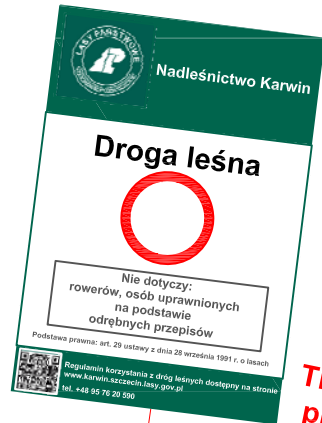 LASY PAŃSTWOWE
Nadleśnictwo Karwin
Droga leśna
Nie dotyczy:
rowerów, osób uprawnionych
na podstawie
odrębnych przepisów
Podstawa prawna: art. 29 ustawy z dnia 28 września 1991 r. o lasach
Regulamin korzystania z dróg leśnych dostępny na stronie
www.karwin.szczecin.lasy.gov.pl
tel. +48 95 76 20 590